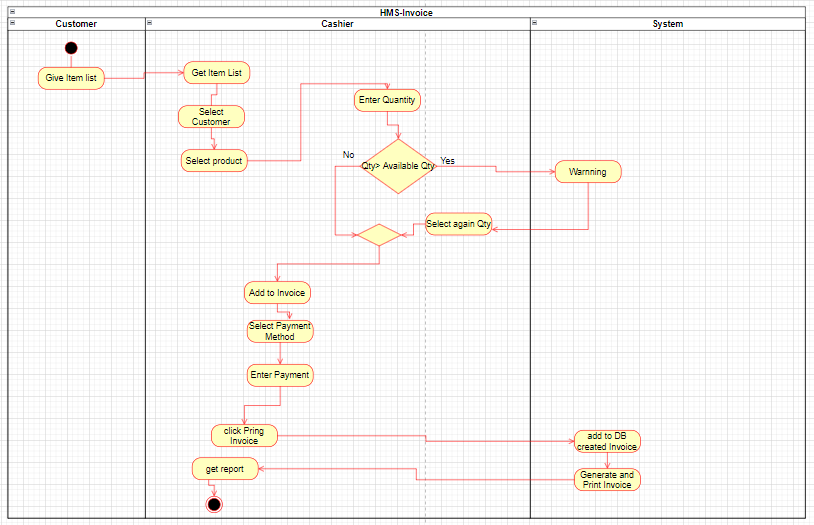 HMS-Invoice
Customer
Cashier
System
Give Item list
Get Item List
Select
Customer
Select product
Enter Quantity
No
Qty> Available Qty
Yes
Warnning
Select again Qty
Add to Invoice
Select Payment
Method
Enter Payment
click Pring
Invoice
add to DB
created Invoice
get report
Generate and
Print Invoice